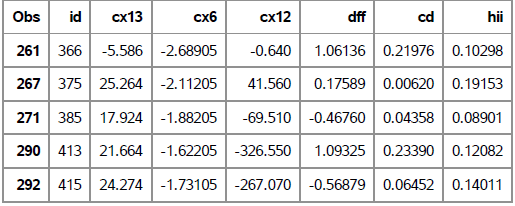 Obs id cx13 cx6 cx12 dff cd hii
261 366 -5.586 -2.68905 -0.640 1.06136 0.21976 0.10298
267 375 25.264 -2.11205 41.560 0.17589 0.00620 0.19153
271 385 17.924 -1.88205 -69.510 -0.46760 0.04358 0.08901
290 413 21.664 -1.62205 -326.550 1.09325 0.23390 0.12082
292 415 24.274 -1.73105 -267.070 -0.56879 0.06452 0.14011